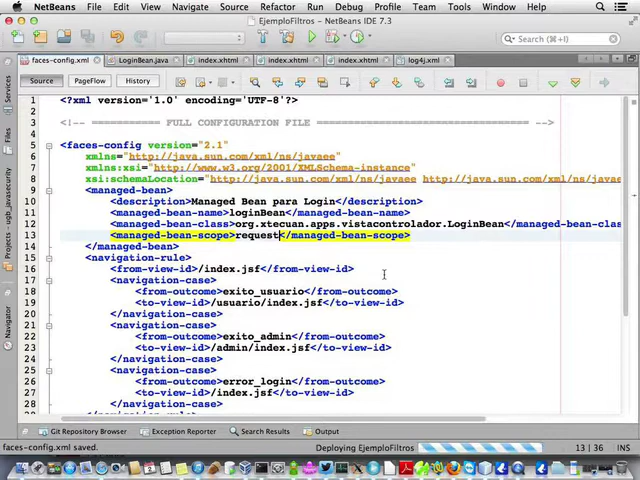 NetBeans File Edit View Navigate Source Refactor Run Debug Profile Team Tools Window Help
EjemploFiltros - NetBeans IDE 7.3
Search (⌘+I)
faces-config.xml LoginBean.java index.xhtml index.xhtml index.xhtml log4j.xml
Source PageFlow History
1 <?xml version='1.0' encoding='UTF-8'?>
2
3 <!-- =========== FULL CONFIGURATION FILE ================================== -->
4
5 <faces-config version="2.1"
6 xmlns="http://java.sun.com/xml/ns/javaee"
7 xmlns:xsi="http://www.w3.org/2001/XMLSchema-instance"
8 xsi:schemaLocation="http://java.sun.com/xml/ns/javaee http://java.sun.com/xml/ns/javaee
9 <managed-bean>
10 <description>Managed Bean para Login</description>
11 <managed-bean-name>loginBean</managed-bean-name>
12 <managed-bean-class>org.xtecuan.apps.vistacontrolador.LoginBean</managed-bean-clas
13 <managed-bean-scope>request</managed-bean-scope>
14 </managed-bean>
15 <navigation-rule>
16 <from-view-id>/index.jsf</from-view-id>
17 <navigation-case>
18 <from-outcome>exito_usuario</from-outcome>
19 <to-view-id>/usuario/index.jsf</to-view-id>
20 </navigation-case>
21 <navigation-case>
22 <from-outcome>exito_admin</from-outcome>
23 <to-view-id>/admin/index.jsf</to-view-id>
24 </navigation-case>
25 <navigation-case>
26 <from-outcome>error_login</from-outcome>
27 <to-view-id>/index.jsf</to-view-id>
28 </navigation-case>
Services
Files
Projects - ugb_javasecurity
Navigator
Git Repository Browser Exception Reporter Search Results Output
faces-config.xml saved. Deploying EjemploFiltros 13 | 36 INS